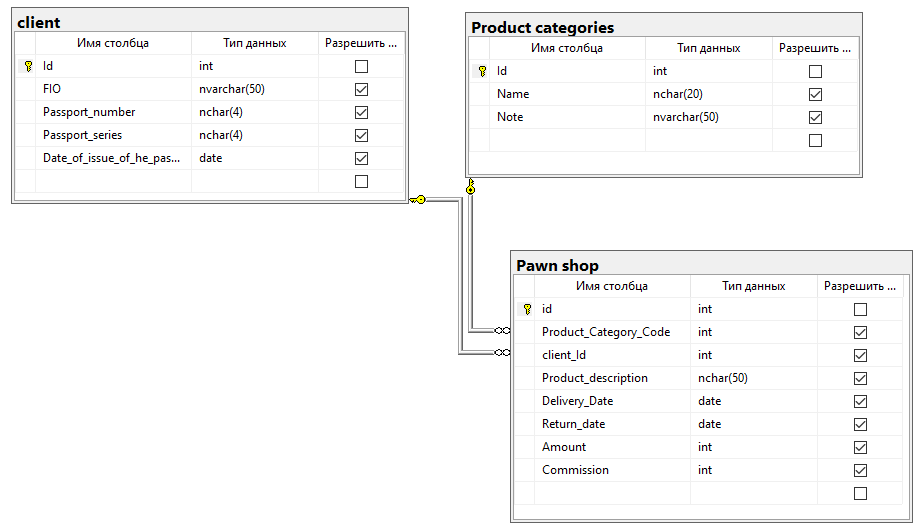 client
Имя столбца Тип данных Разрешить ...
Id int
FIO nvarchar(50)
Passport_number nchar(4)
Passport_series nchar(4)
Date_of_issue_of_he_pas... date
Product categories
Имя столбца Тип данных Разрешить ...
Id int
Name nchar(20)
Note nvarchar(50)
Pawn shop
Имя столбца Тип данных Разрешить ...
id int
Product_Category_Code int
client_Id int
Product_description nchar(50)
Delivery_Date date
Return_date date
Amount int
Commission int